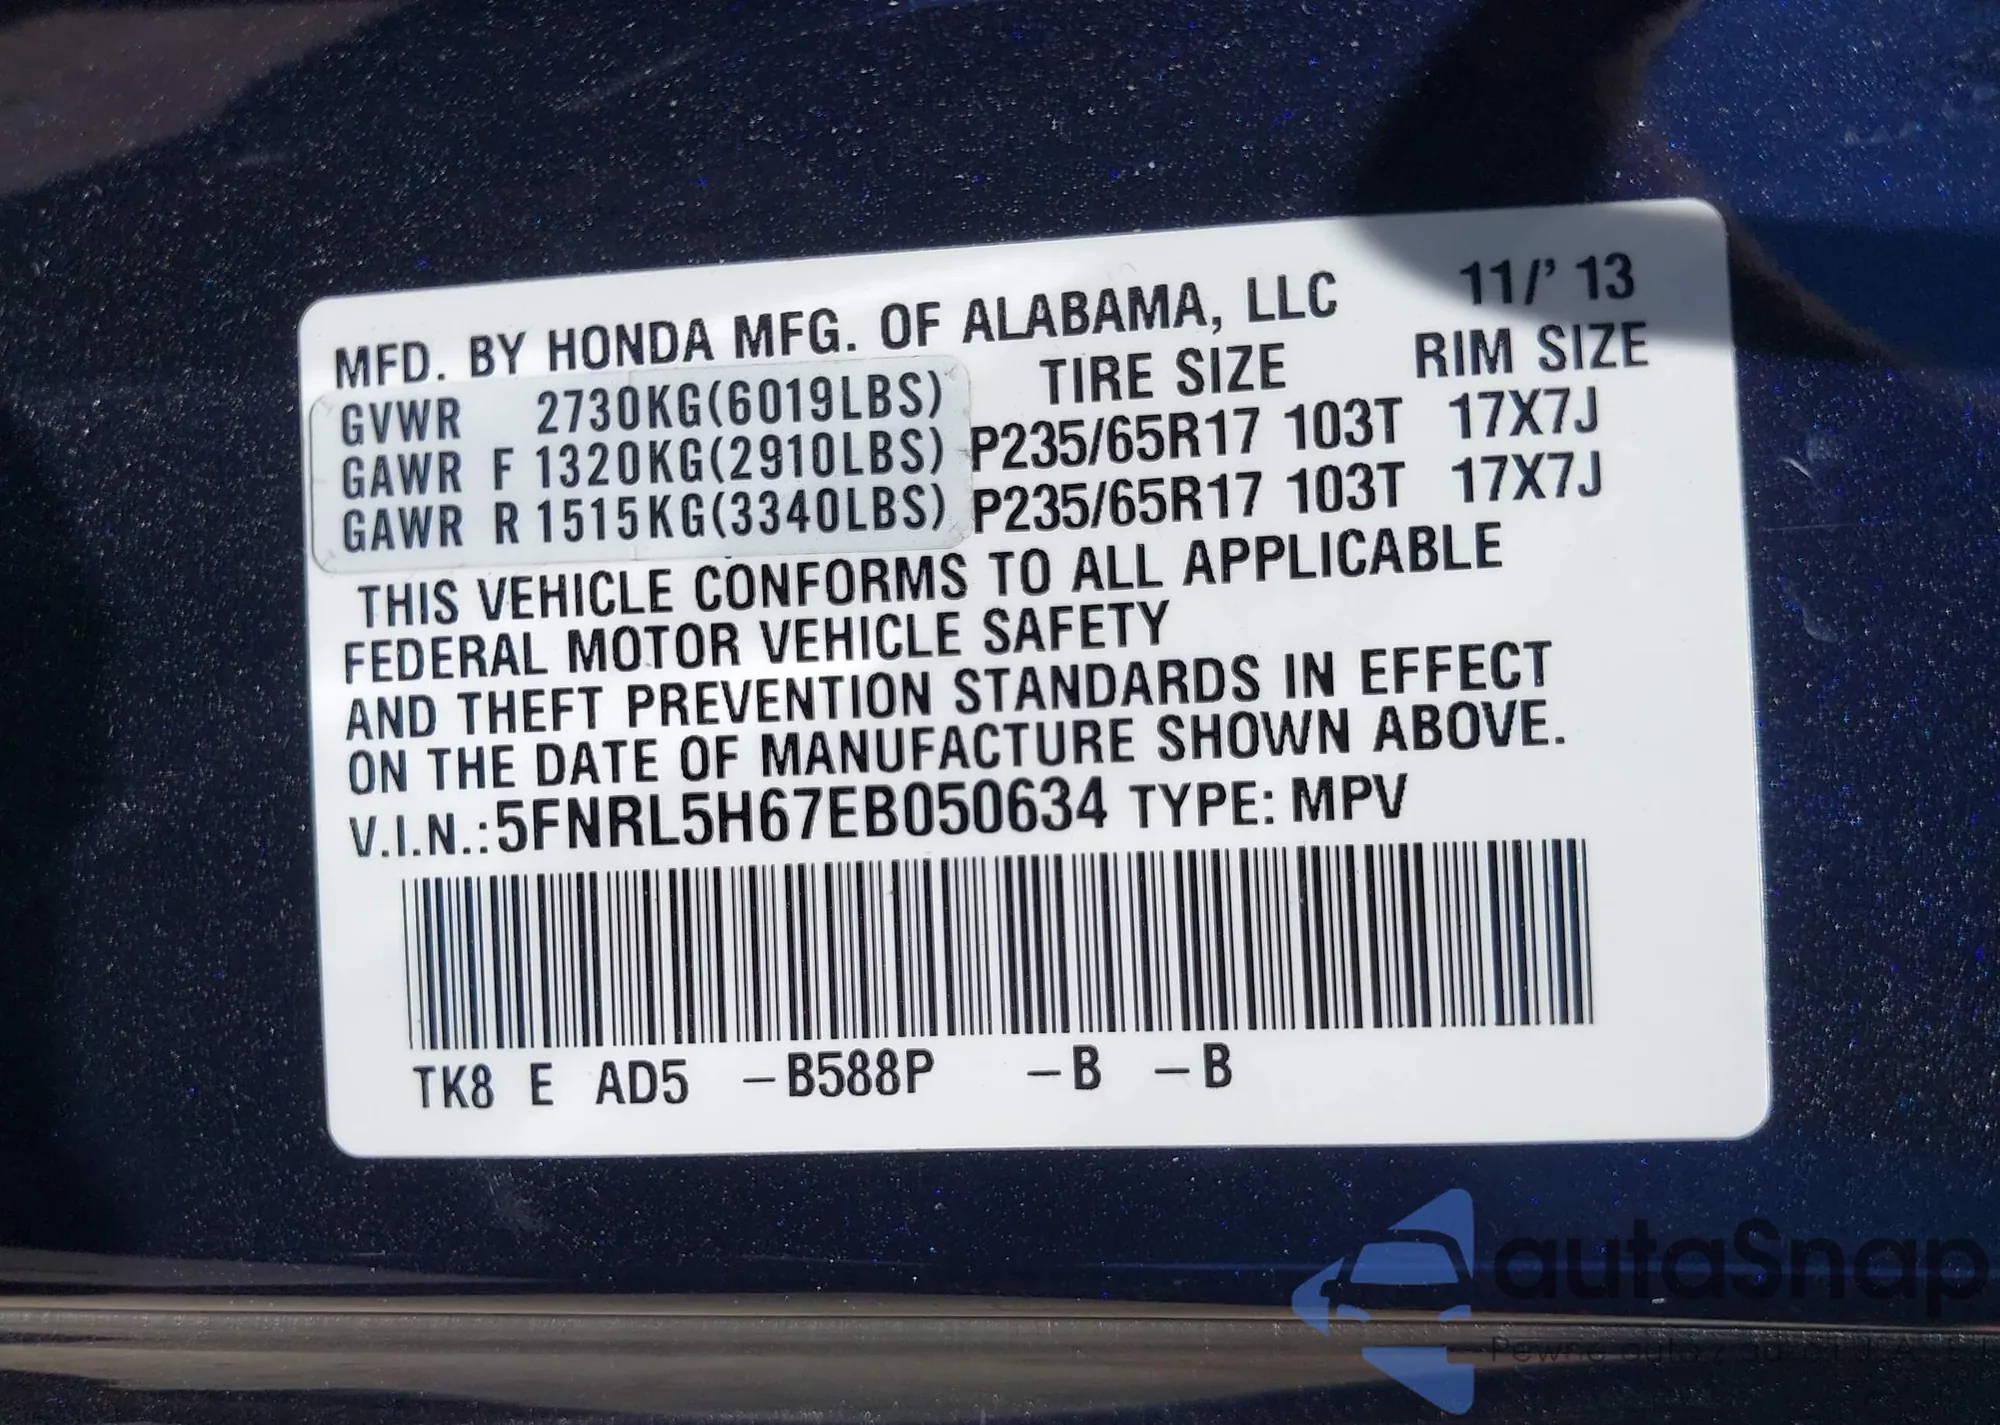 MFD. BY HONDA MFG. OF ALABAMA, LLC 11/' 13
TIRE SIZE RIM SIZE
GVWR 2730KG(6019LBS)
GAWR F 1320KG(2910LBS) P235/65R17 103T 17X7J
GAWR R 1515KG(3340LBS) P235/65R17 103T 17X7J
THIS VEHICLE CONFORMS TO ALL APPLICABLE
FEDERAL MOTOR VEHICLE SAFETY
AND THEFT PREVENTION STANDARDS IN EFFECT
ON THE DATE OF MANUFACTURE SHOWN ABOVE.
V.I.N.:5FNRL5H67EB050634 TYPE: MPV
TK8 E AD5 –B588P –B –B
autaSnap
Pewne auto z